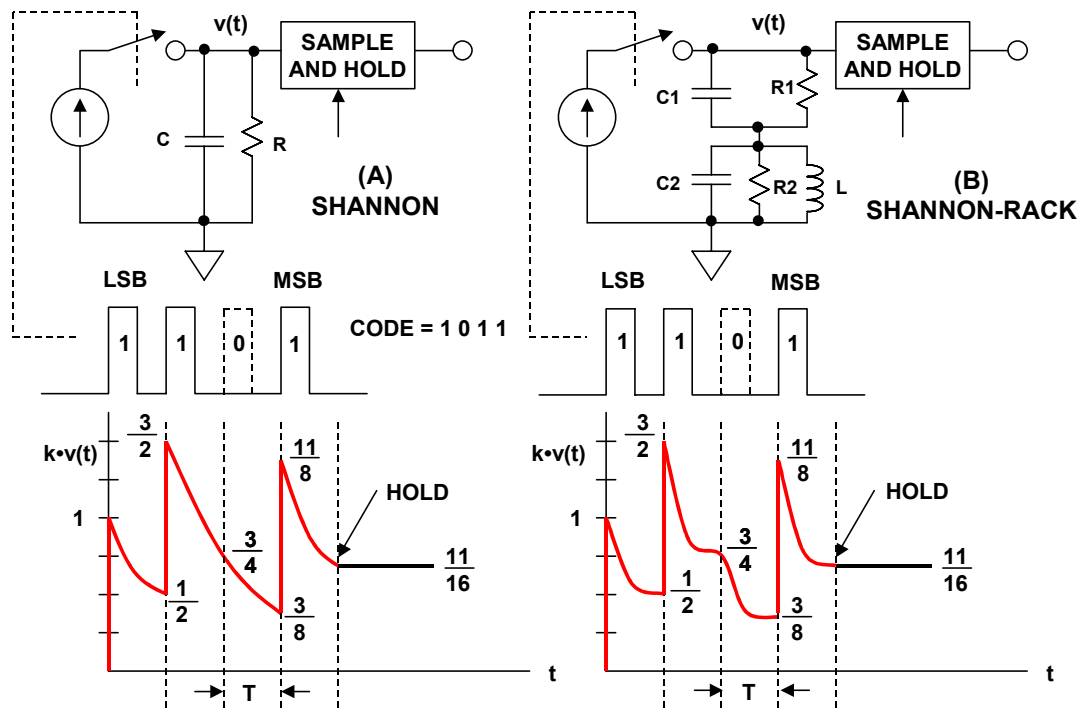 v(t)
SAMPLE
AND HOLD
C
R
(A)
SHANNON
LSB
MSB
1
1
0
1
CODE = 1 0 1 1
k•v(t)
3
2
11
8
HOLD
1
3
4
11
16
1
2
3
8
t
T
v(t)
SAMPLE
AND HOLD
C1
R1
C2
R2
L
(B)
SHANNON-RACK
LSB
MSB
1
1
0
1
k•v(t)
3
2
11
8
HOLD
1
3
4
11
16
1
2
3
8
t
T